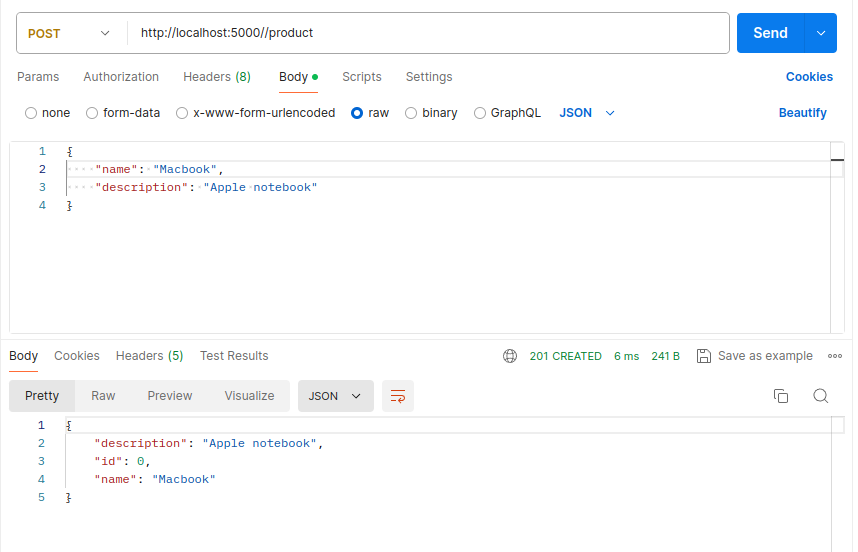 POST http://localhost:5000//product Send
Params Authorization Headers (8) Body Scripts Settings Cookies
none form-data x-www-form-urlencoded raw binary GraphQL JSON Beautify
1 {
2 ····"name":·"Macbook",
3 ····"description":·"Apple·notebook"
4 }
Body Cookies Headers (5) Test Results 201 CREATED 6 ms 241 B Save as example
Pretty Raw Preview Visualize JSON
1 {
2     "description": "Apple notebook",
3     "id": 0,
4     "name": "Macbook"
5 }